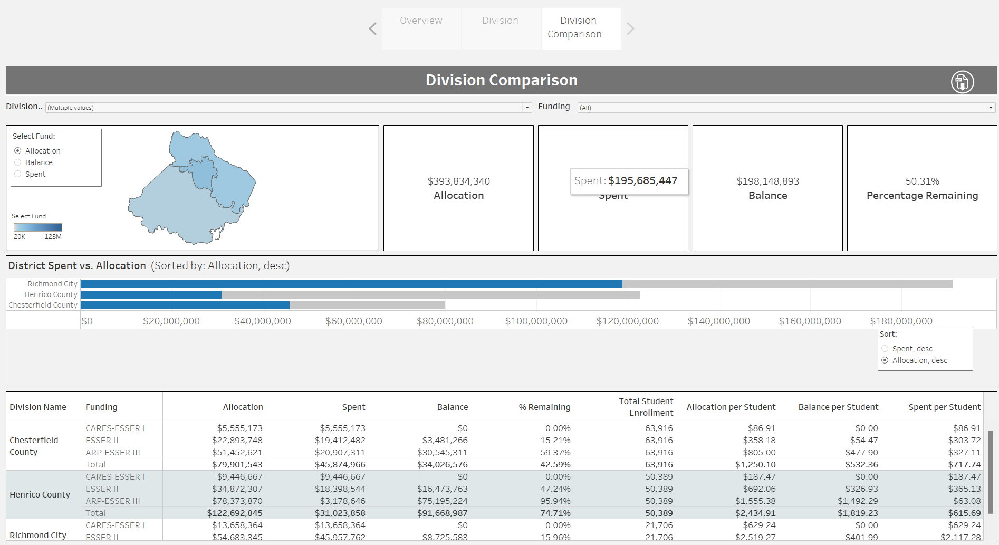 Overview
Division
Division
Comparison
Division Comparison
Division..
(Multiple values)
Funding
(All)
Select Fund:
Allocation
Balance
Spent
Select Fund
20K 123M
$393,834,340
Allocation
Spent: $195,685,447
Spent
$198,148,893
Balance
50.31%
Percentage Remaining
District Spent vs. Allocation (Sorted by: Allocation, desc)
Richmond City
Henrico County
Chesterfield County
$0 $20,000,000 $40,000,000 $60,000,000 $80,000,000 $100,000,000 $120,000,000 $140,000,000 $160,000,000 $180,000,000
Sort:
Spent, desc
Allocation, desc
Division Name Funding Allocation Spent Balance % Remaining Total Student Enrollment Allocation per Student Balance per Student Spent per Student
Chesterfield County
CARES-ESSER I $5,555,173 $5,555,173 $0 0.00% 63,916 $86.91 $0.00 $86.91
ESSER II $22,893,748 $19,412,482 $3,481,266 15.21% 63,916 $358.18 $54.47 $303.72
ARP-ESSER III $51,452,621 $20,907,311 $30,545,311 59.37% 63,916 $805.00 $477.90 $327.11
Total $79,901,543 $45,874,966 $34,026,576 42.59% 63,916 $1,250.10 $532.36 $717.74
Henrico County
CARES-ESSER I $9,446,667 $9,446,667 $0 0.00% 50,389 $187.47 $0.00 $187.47
ESSER II $34,872,307 $18,398,544 $16,473,763 47.24% 50,389 $692.06 $326.93 $365.13
ARP-ESSER III $78,373,870 $3,178,646 $75,195,224 95.94% 50,389 $1,555.38 $1,492.29 $63.08
Total $122,692,845 $31,023,858 $91,668,987 74.71% 50,389 $2,434.91 $1,819.23 $615.69
Richmond City
CARES-ESSER I $13,658,364 $13,658,364 $0 0.00% 21,706 $629.24 $0.00 $629.24
ESSER II $54,683,345 $45,957,762 $8,725,583 15.96% 21,706 $2,519.27 $401.99 $2,117.28